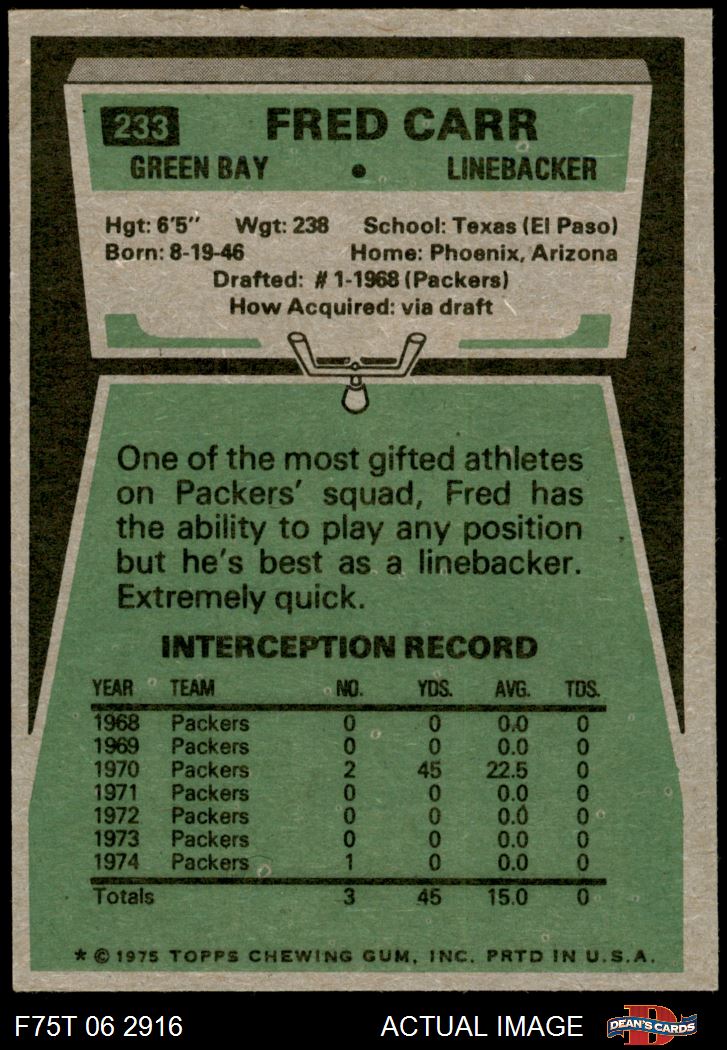 233 FRED CARR
GREEN BAY • LINEBACKER
Hgt: 6'5" Wgt: 238 School: Texas (El Paso)
Born: 8-19-46 Home: Phoenix, Arizona
Drafted: #1-1968 (Packers)
How Acquired: via draft
One of the most gifted athletes
on Packers' squad, Fred has
the ability to play any position
but he's best as a linebacker.
Extremely quick.
INTERCEPTION RECORD
YEAR TEAM NO. YDS. AVG. TDS.
1968 Packers 0 0 0.0 0
1969 Packers 0 0 0.0 0
1970 Packers 2 45 22.5 0
1971 Packers 0 0 0.0 0
1972 Packers 0 0 0.0 0
1973 Packers 0 0 0.0 0
1974 Packers 1 0 0.0 0
Totals 3 45 15.0 0
* © 1975 TOPPS CHEWING GUM, INC. PRTD IN U.S.A.
F75T 06 2916 ACTUAL IMAGE D DEAN'S CARDS